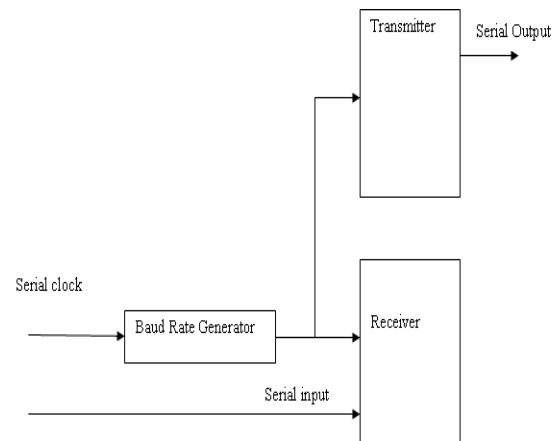 Transmitter
Serial Output
Serial clock
Baud Rate Generator
Receiver
Serial input